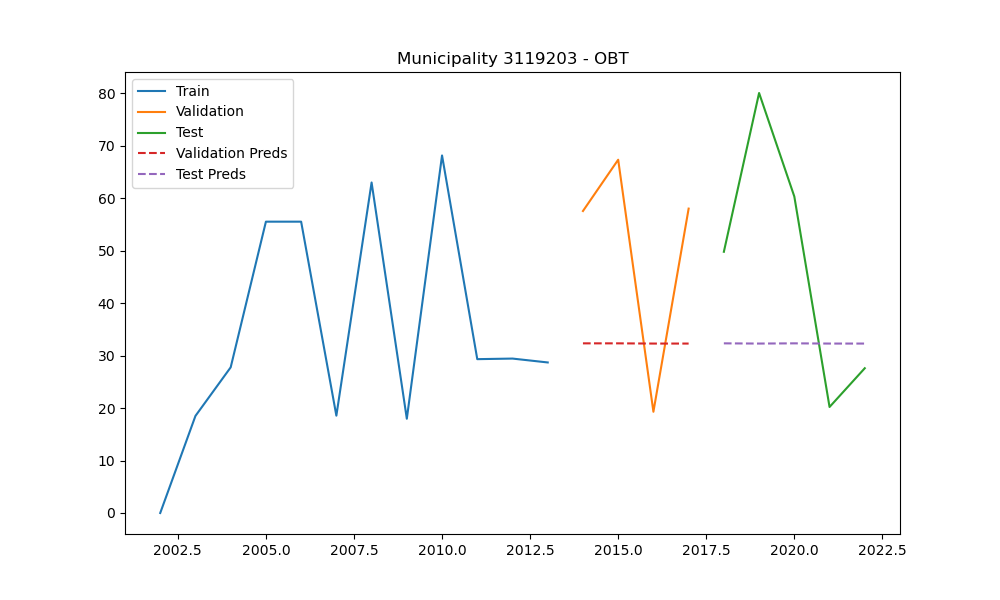 Municipality 3119203 - OBT
Train
Validation
Test
Validation Preds
Test Preds
80
70
60
50
40
30
20
10
0
2002.5 2005.0 2007.5 2010.0 2012.5 2015.0 2017.5 2020.0 2022.5